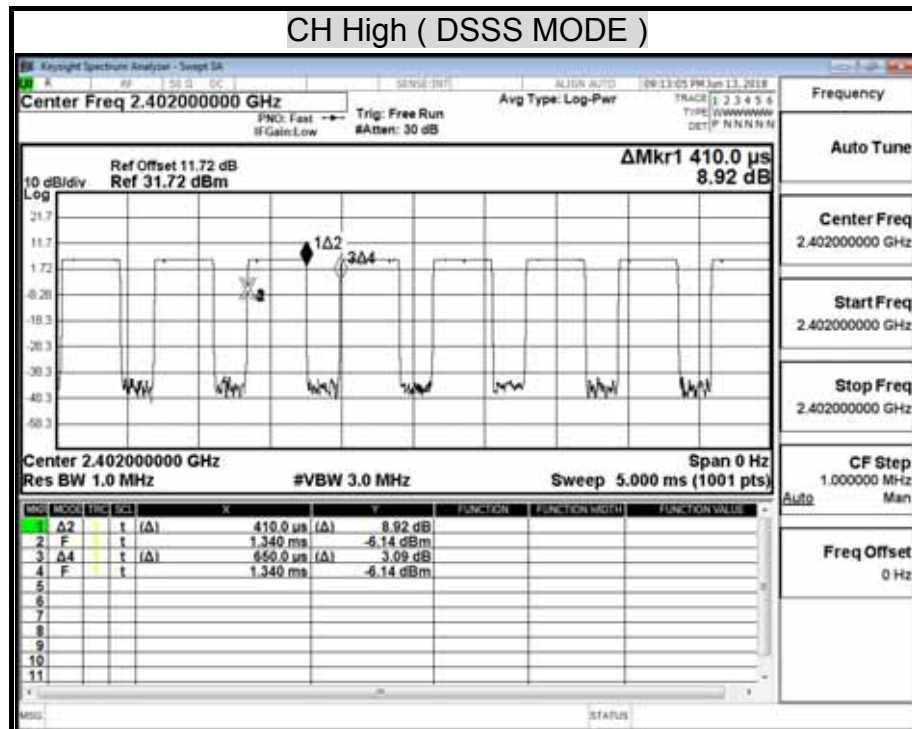 CH High ( DSSS MODE )
Keysight Spectrum Analyzer - Swept SA
RF SENSE:INT ALIGN AUTO 09:13:05 PM Jun 13, 2018
Center Freq 2.402000000 GHz
PNO: Fast
IFGain:Low
Trig: Free Run
#Atten: 30 dB
Avg Type: Log-Pwr
TRACE 1 2 3 4 5 6
TYPE
DET P N N N N N
Frequency
Auto Tune
Center Freq
2.402000000 GHz
Start Freq
2.402000000 GHz
Stop Freq
2.402000000 GHz
CF Step
1.000000 MHz
Auto Man
Freq Offset
0 Hz
ΔMkr1 410.0 µs
8.92 dB
Ref Offset 11.72 dB
10 dB/div Ref 31.72 dBm
Log
21.7
11.7
1.72
-8.28
-18.3
-28.3
-38.3
-48.3
-58.3
1Δ2
3Δ4
Center 2.402000000 GHz Span 0 Hz
Res BW 1.0 MHz #VBW 3.0 MHz Sweep 5.000 ms (1001 pts)
MKR MODE TRC SCL X Y FUNCTION FUNCTION WIDTH FUNCTION VALUE
1 Δ2 1 t (Δ) 410.0 µs (Δ) 8.92 dB
2 F 1 t 1.340 ms -6.14 dBm
3 Δ4 1 t (Δ) 650.0 µs (Δ) 3.09 dB
4 F 1 t 1.340 ms -6.14 dBm
5
6
7
8
9
10
11
MSG STATUS